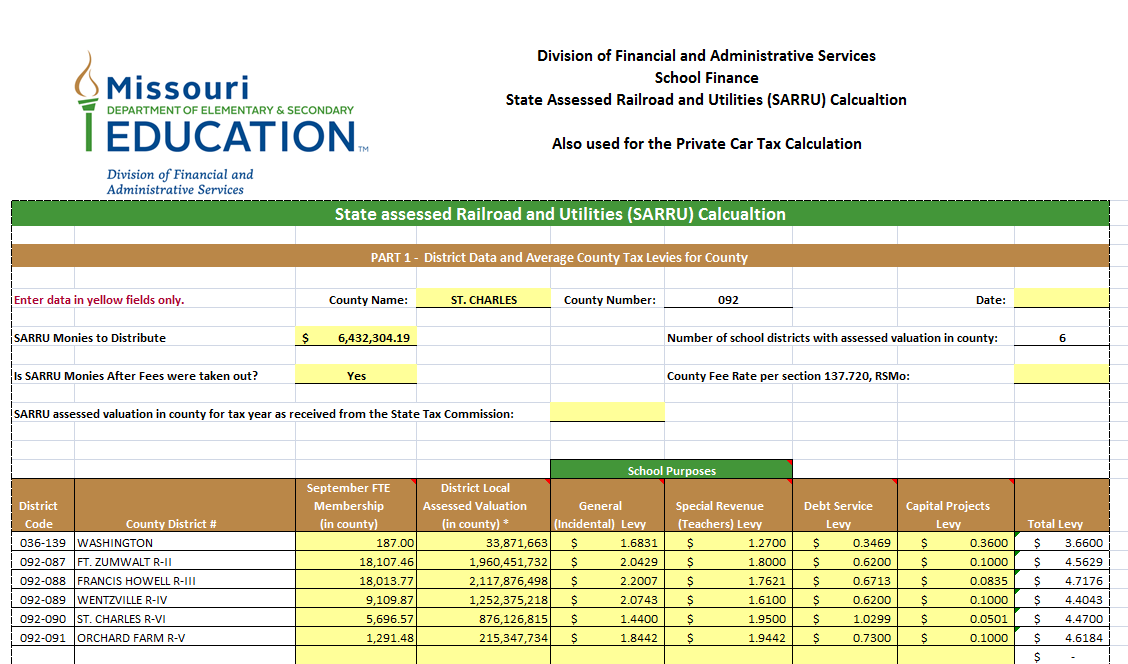 Division of Financial and Administrative Services
School Finance
State Assessed Railroad and Utilities (SARRU) Calcualtion
Also used for the Private Car Tax Calculation
Missouri
DEPARTMENT OF ELEMENTARY & SECONDARY
EDUCATION™
Division of Financial and
Administrative Services
State assessed Railroad and Utilities (SARRU) Calcualtion
PART 1 - District Data and Average County Tax Levies for County
Enter data in yellow fields only. County Name: ST. CHARLES County Number: 092 Date:
SARRU Monies to Distribute $ 6,432,304.19 Number of school districts with assessed valuation in county: 6
Is SARRU Monies After Fees were taken out? Yes County Fee Rate per section 137.720, RSMo:
SARRU assessed valuation in county for tax year as received from the State Tax Commission:
School Purposes
September FTE District Local
District Membership Assessed Valuation General Special Revenue Debt Service Capital Projects
Code County District # (in county) (in county) * (Incidental) Levy (Teachers) Levy Levy Levy Total Levy
036-139 WASHINGTON 187.00 33,871,663 $ 1.6831 $ 1.2700 $ 0.3469 $ 0.3600 $ 3.6600
092-087 FT. ZUMWALT R-II 18,107.46 1,960,451,732 $ 2.0429 $ 1.8000 $ 0.6200 $ 0.1000 $ 4.5629
092-088 FRANCIS HOWELL R-III 18,013.77 2,117,876,498 $ 2.2007 $ 1.7621 $ 0.6713 $ 0.0835 $ 4.7176
092-089 WENTZVILLE R-IV 9,109.87 1,252,375,218 $ 2.0743 $ 1.6100 $ 0.6200 $ 0.1000 $ 4.4043
092-090 ST. CHARLES R-VI 5,696.57 876,126,815 $ 1.4400 $ 1.9500 $ 1.0299 $ 0.0501 $ 4.4700
092-091 ORCHARD FARM R-V 1,291.48 215,347,734 $ 1.8442 $ 1.9442 $ 0.7300 $ 0.1000 $ 4.6184
$ -